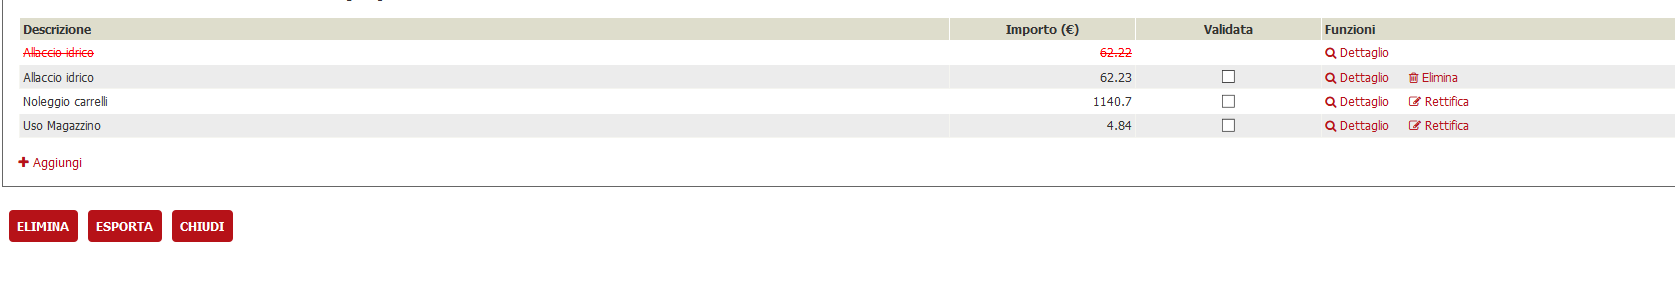 Descrizione Importo (€) Validata Funzioni
Allaccio idrico 62.22 Dettaglio
Allaccio idrico 62.23 Dettaglio Elimina
Noleggio carrelli 1140.7 Dettaglio Rettifica
Uso Magazzino 4.84 Dettaglio Rettifica
Aggiungi
ELIMINA ESPORTA CHIUDI